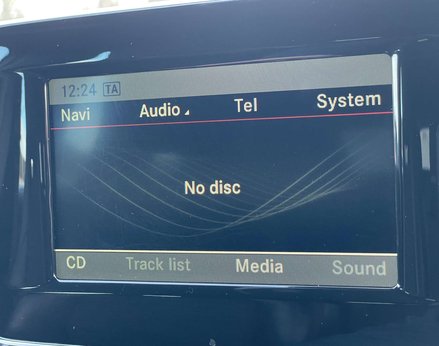 12:24 TA
Navi Audio Tel System
No disc
CD Track list Media Sound